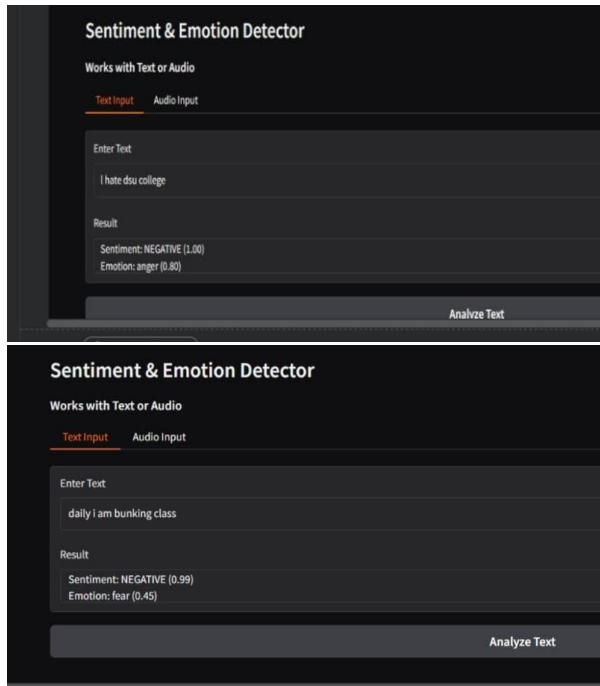 Sentiment & Emotion Detector
Works with Text or Audio
Text Input Audio Input
Enter Text
I hate dsu college
Result
Sentiment: NEGATIVE (1.00)
Emotion: anger (0.80)
Analyze Text
Sentiment & Emotion Detector
Works with Text or Audio
Text Input Audio Input
Enter Text
daily i am bunking class
Result
Sentiment: NEGATIVE (0.99)
Emotion: fear (0.45)
Analyze Text